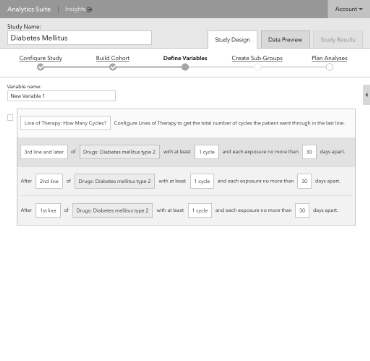 Analytics Suite | Insights
Account
Study Name:
Diabetes Mellitus
Study Design
Data Preview
Study Results
Configure Study
Build Cohort
Define Variables
Create Sub-Groups
Plan Analyses
Variable name:
New Variable 1
Line of Therapy: How Many Cycles? Configure Lines of Therapy to get the total number of cycles the patient went through in the last line.
3rd line and later of Drugs: Diabetes mellitus type 2 with at least 1 cycle and each exposure no more than 30 days apart.
After 2nd line of Drugs: Diabetes mellitus type 2 with at least 1 cycle and each exposure no more than 30 days apart.
After 1st line of Drugs: Diabetes mellitus type 2 with at least 1 cycle and each exposure no more than 30 days apart.